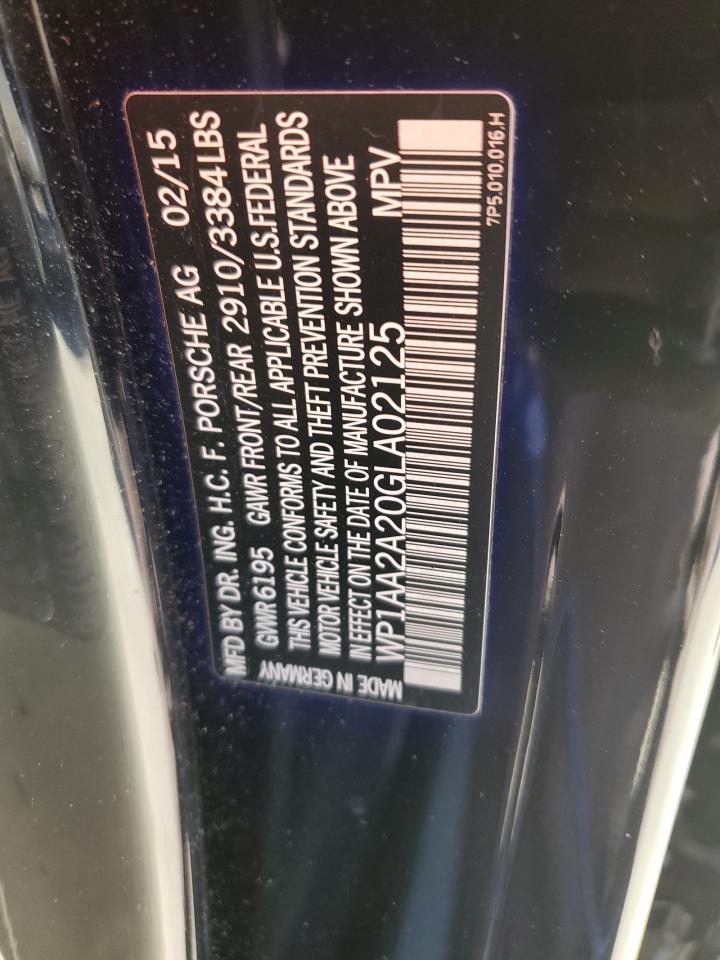 MFD BY DR. ING. H.C. F. PORSCHE AG 02/15
GWR 6195 GAWR FRONT/REAR 2910/3384 LBS
THIS VEHICLE CONFORMS TO ALL APPLICABLE U.S. FEDERAL
MOTOR VEHICLE SAFETY AND THEFT PREVENTION STANDARDS
IN EFFECT ON THE DATE OF MANUFACTURE SHOWN ABOVE
WP1AA2A20GLA02125 MPV
MADE IN GERMANY
7P5.010.016.H